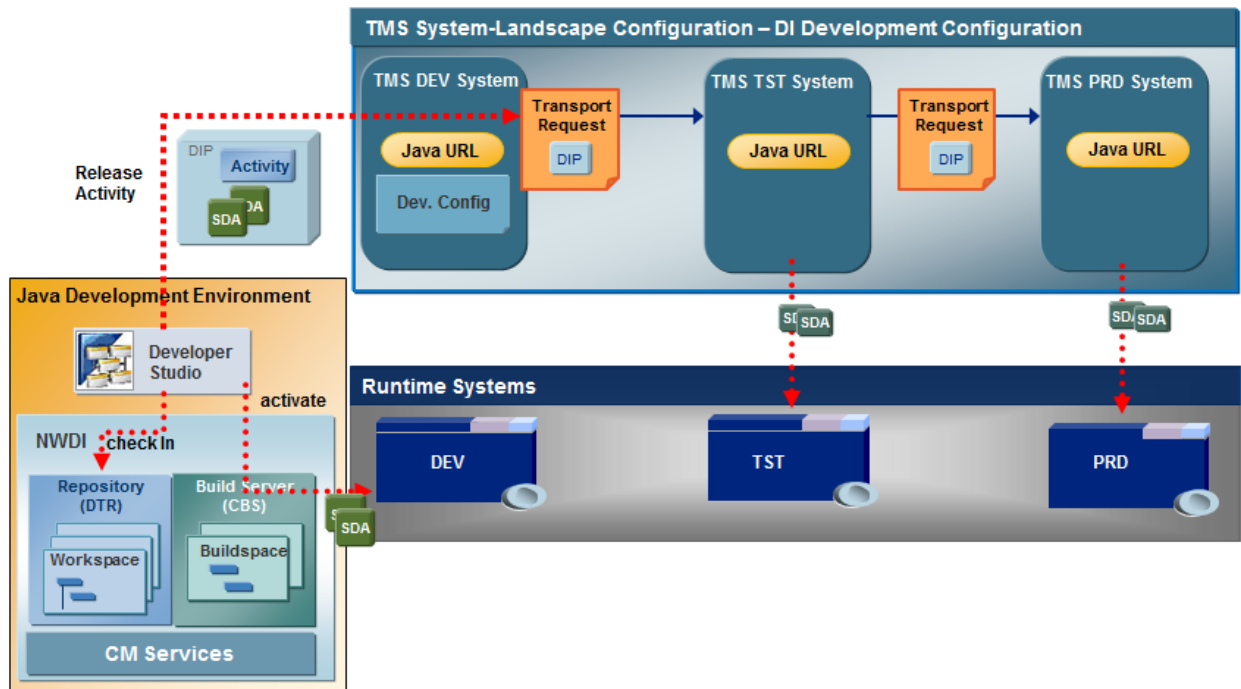 TMS System-Landscape Configuration – DI Development Configuration
TMS DEV System
Java URL
Dev. Config
Transport
Request
DIP
TMS TST System
Java URL
Transport
Request
DIP
TMS PRD System
Java URL
Release
Activity
DIP
Activity
SDA
DA
SDA
SDA
Java Development Environment
Developer
Studio
activate
NWDI
check In
Repository
(DTR)
Workspace
Build Server
(CBS)
Buildspace
CM Services
SDA
Runtime Systems
DEV
TST
PRD